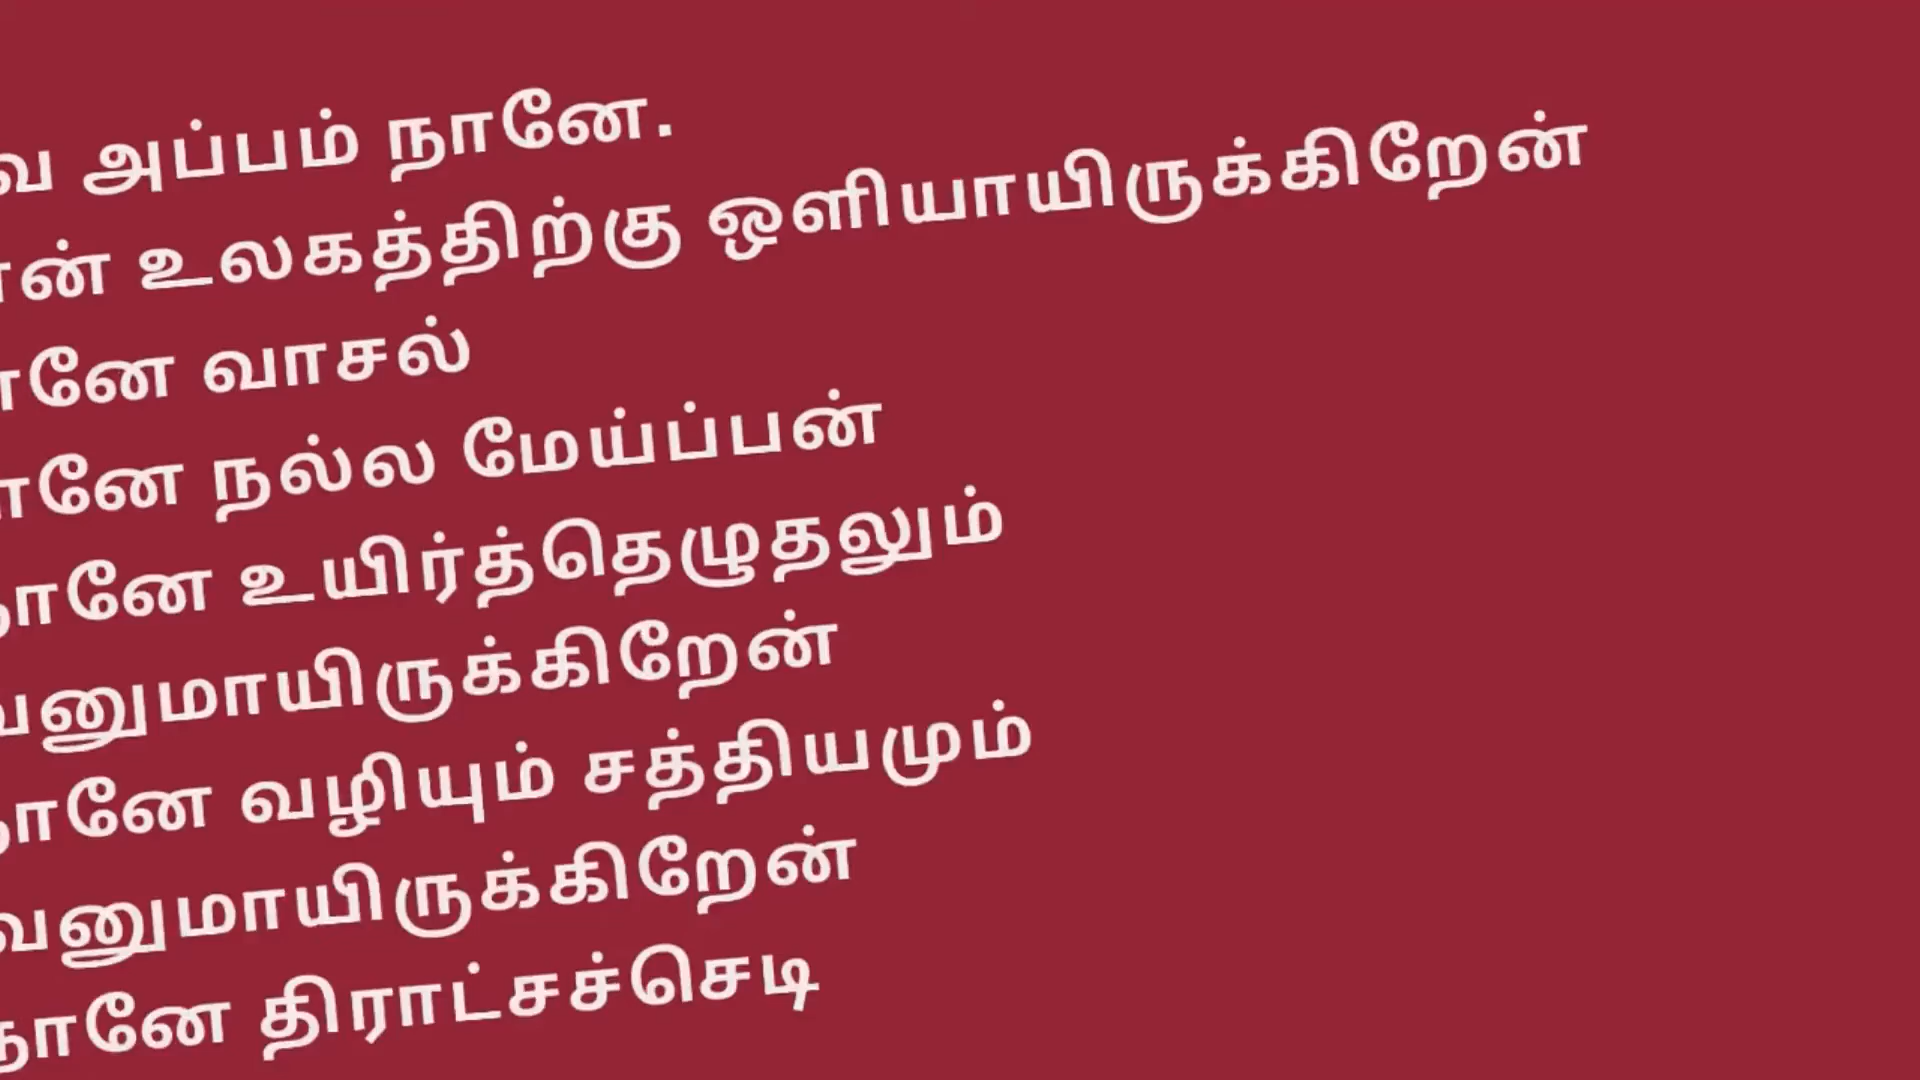 அப்பம் நானே.
உலகத்திற்கு ஒளியாயிருக்கிறேன்
வாசல்
நல்ல மேய்ப்பன்
நானே உயிர்த்தெழுதலும்
வனுமாயிருக்கிறேன்
நானே வழியும் சத்தியமும்
வனுமாயிருக்கிறேன்
நானே திராட்சச்செடி